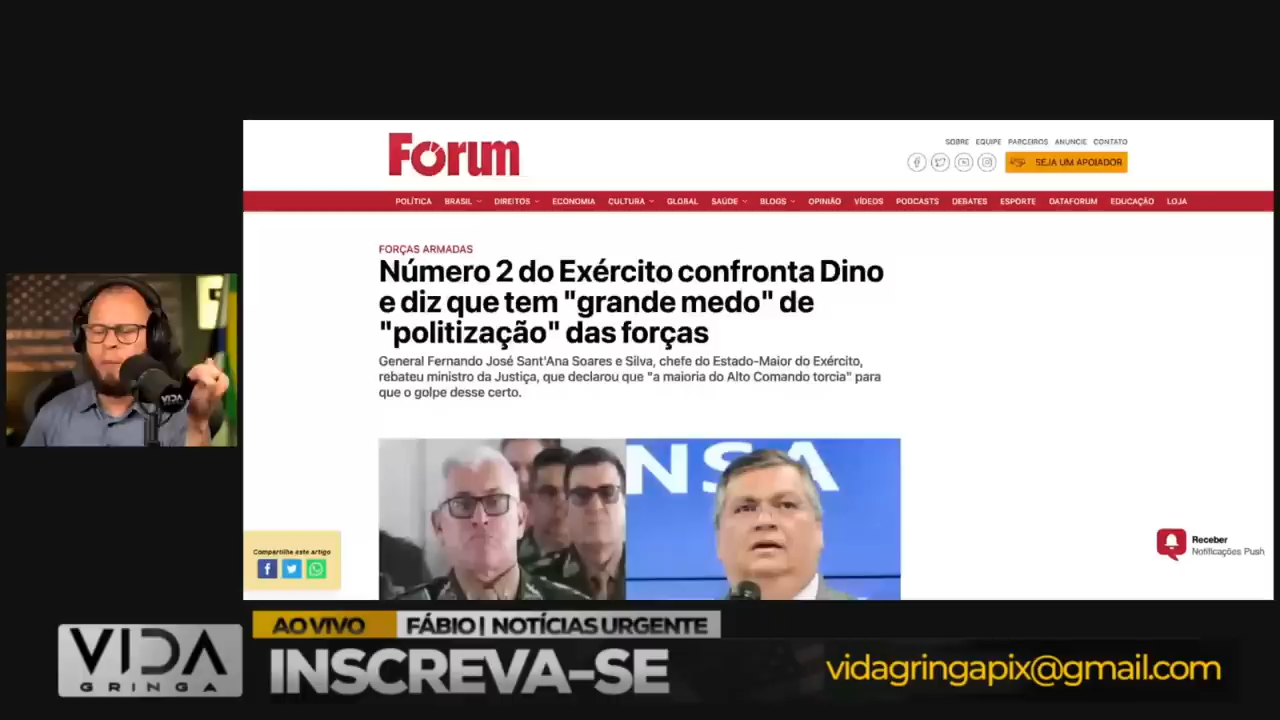 Forum
SOBRE EQUIPE PARCEIROS ANUNCIE CONTATO
SEJA UM APOIADOR
POLÍTICA BRASIL DIREITOS ECONOMIA CULTURA GLOBAL SAÚDE BLOGS OPINIÃO VÍDEOS PODCASTS DEBATES ESPORTE DATAFORUM EDUCAÇÃO LOJA
FORÇAS ARMADAS
Número 2 do Exército confronta Dino
e diz que tem "grande medo" de
"politização" das forças
General Fernando José Sant'Ana Soares e Silva, chefe do Estado-Maior do Exército,
rebateu ministro da Justiça, que declarou que "a maioria do Alto Comando torcia" para
que o golpe desse certo.
NSA
VIDA
Compartilhe este artigo
Receber
Notificações Push
AO VIVO FÁBIO | NOTÍCIAS URGENTE
VIDA
GRINGA
INSCREVA-SE
vidagringapix@gmail.com